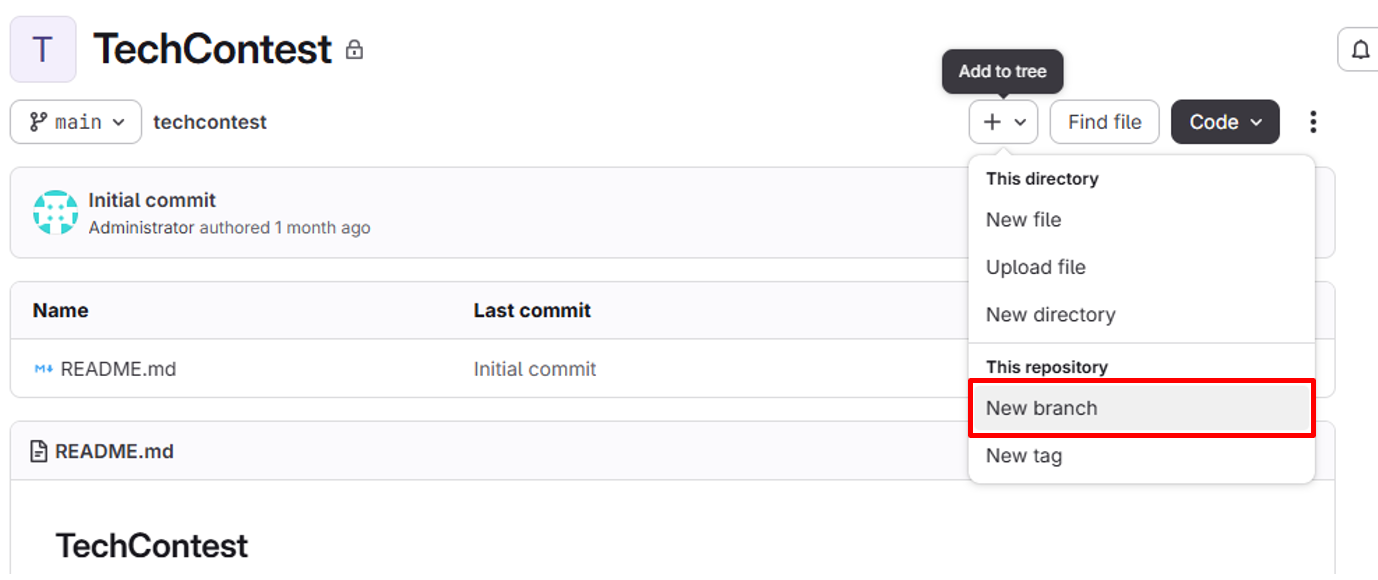 T TechContest
Add to tree
main techcontest Find file Code
This directory
New file
Upload file
New directory
This repository
New branch
New tag
Initial commit
Administrator authored 1 month ago
Name Last commit
README.md Initial commit
README.md
TechContest